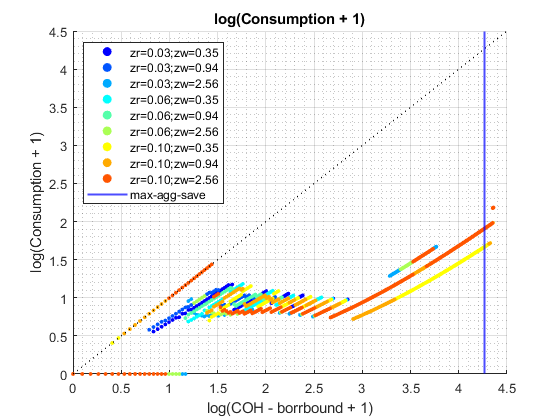 log(Consumption + 1)
4.5
4
3.5
3
2.5
2
1.5
1
0.5
0
log(Consumption + 1)
zr=0.03;zw=0.35
zr=0.03;zw=0.94
zr=0.03;zw=2.56
zr=0.06;zw=0.35
zr=0.06;zw=0.94
zr=0.06;zw=2.56
zr=0.10;zw=0.35
zr=0.10;zw=0.94
zr=0.10;zw=2.56
max-agg-save
0 0.5 1 1.5 2 2.5 3 3.5 4 4.5
log(COH - borrbound + 1)